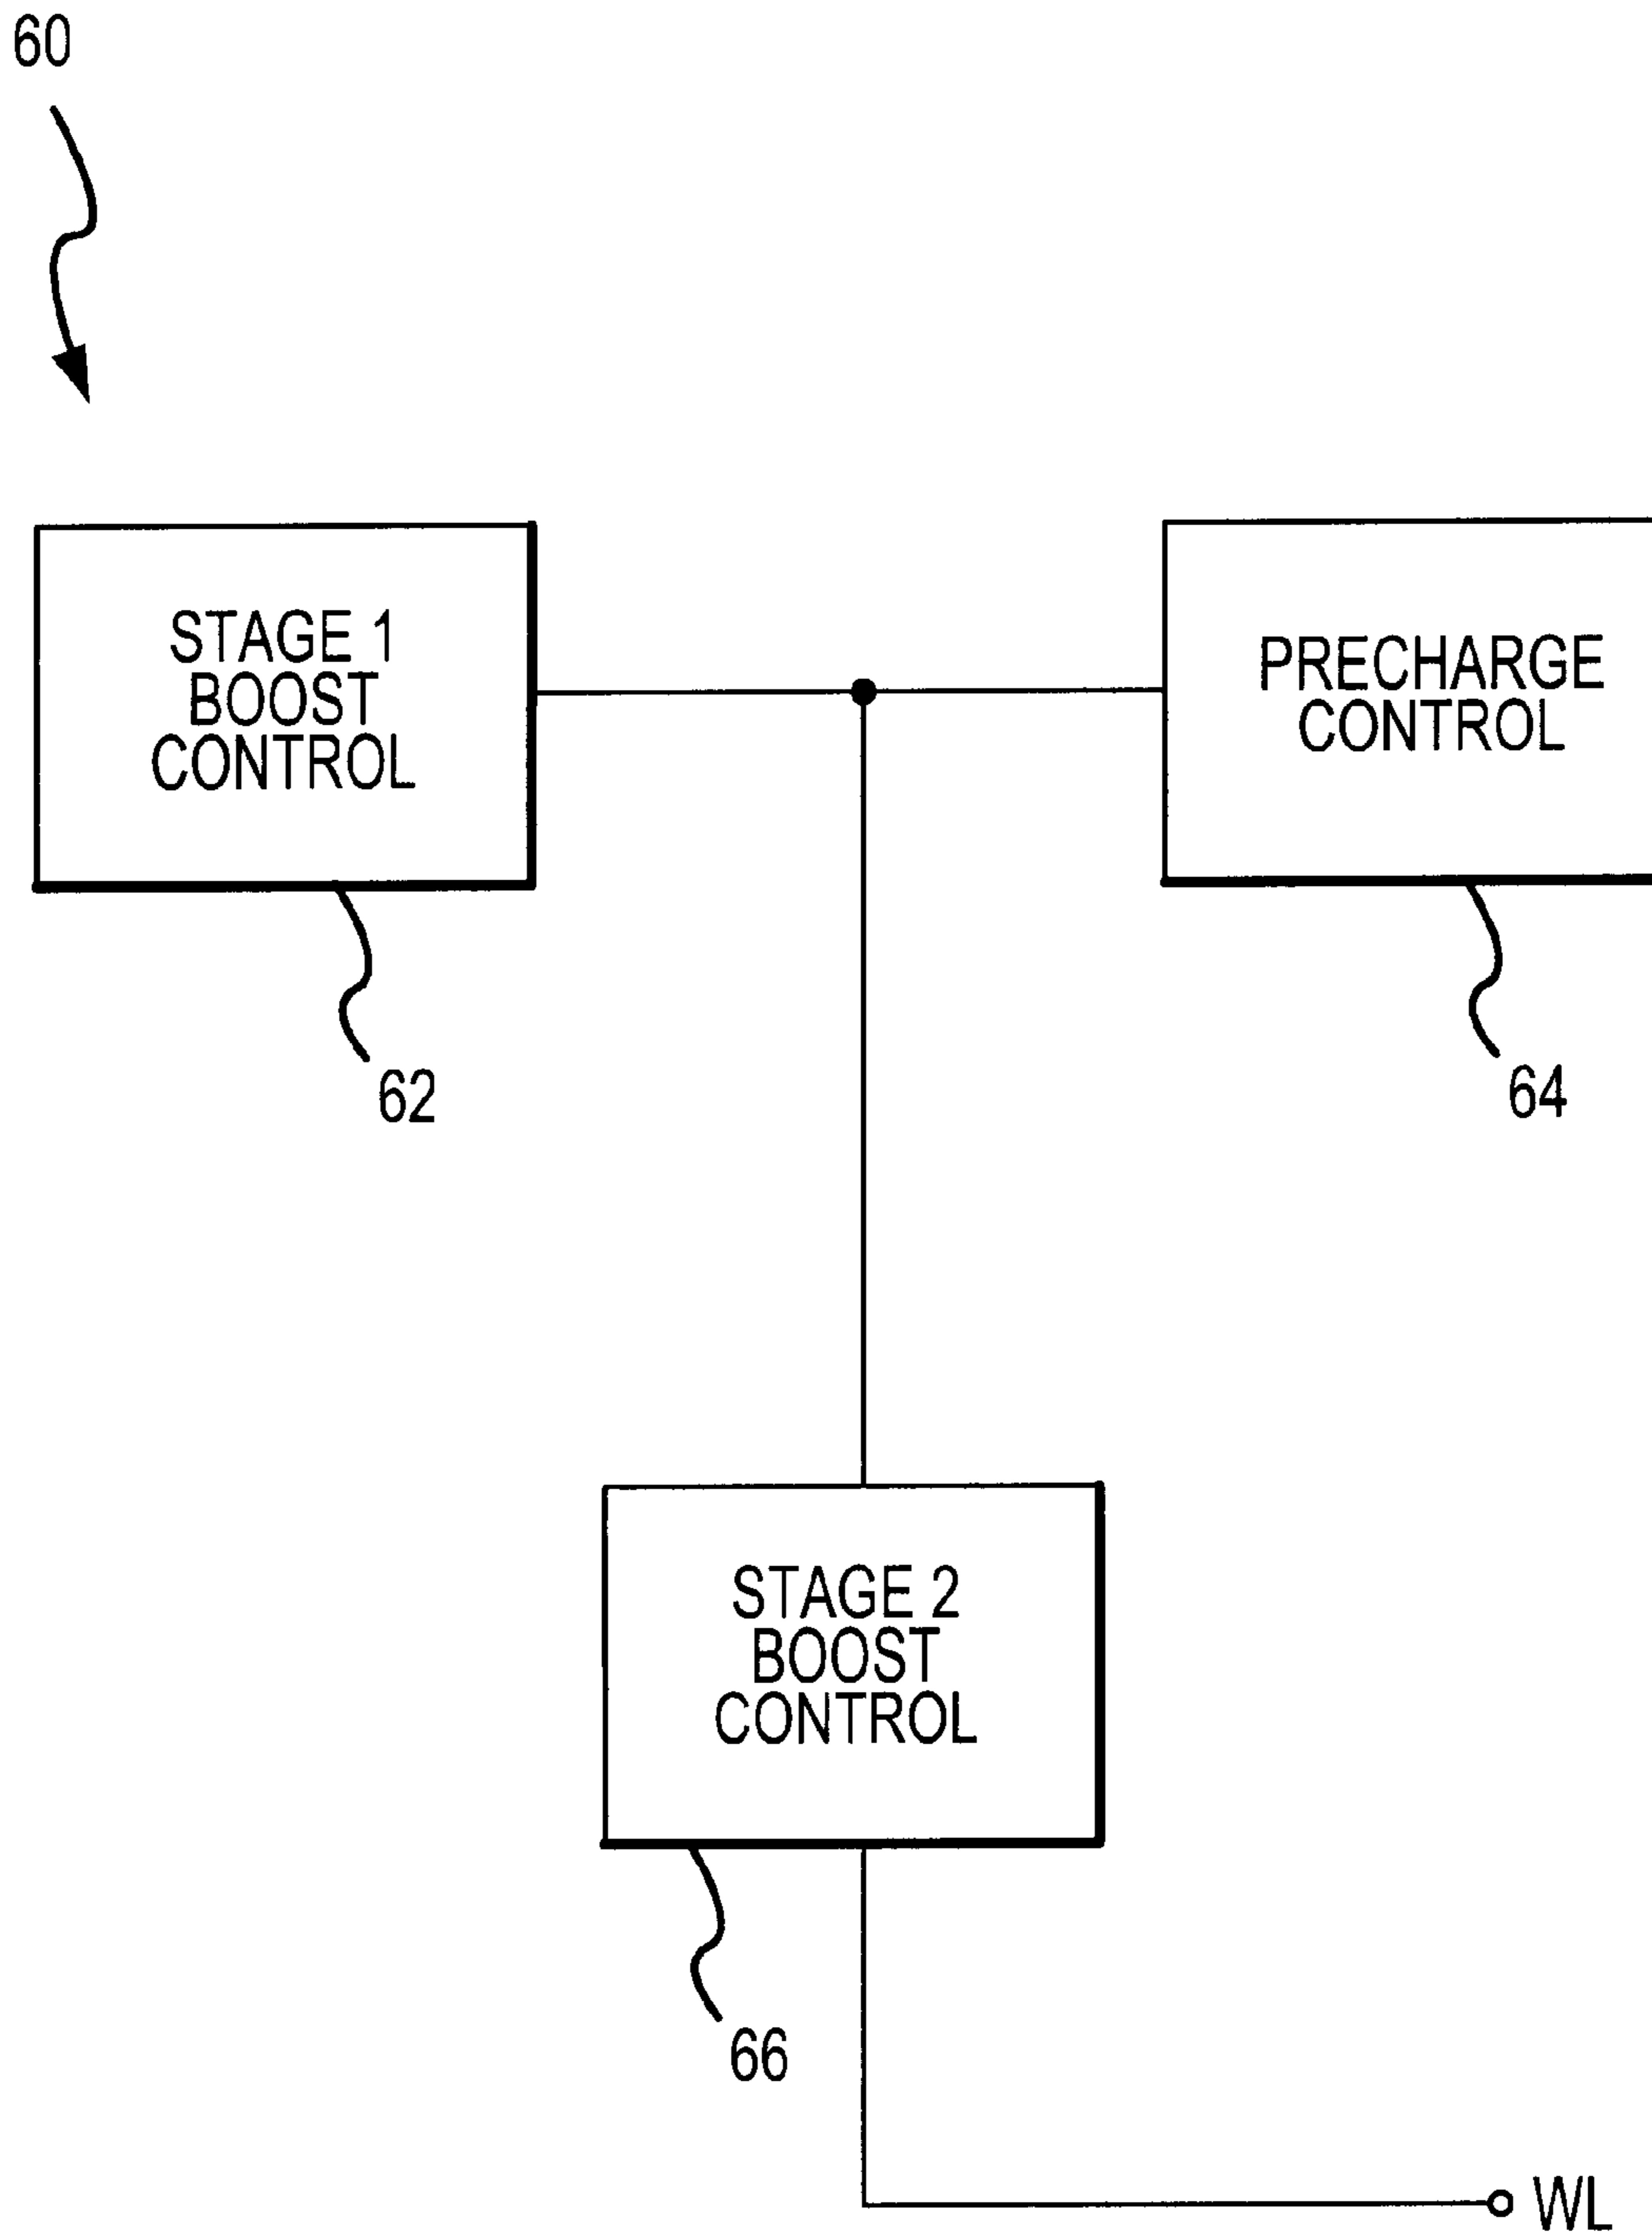 60
STAGE 1
BOOST
CONTROL
PRECHARGE
CONTROL
62
64
STAGE 2
BOOST
CONTROL
66
WL